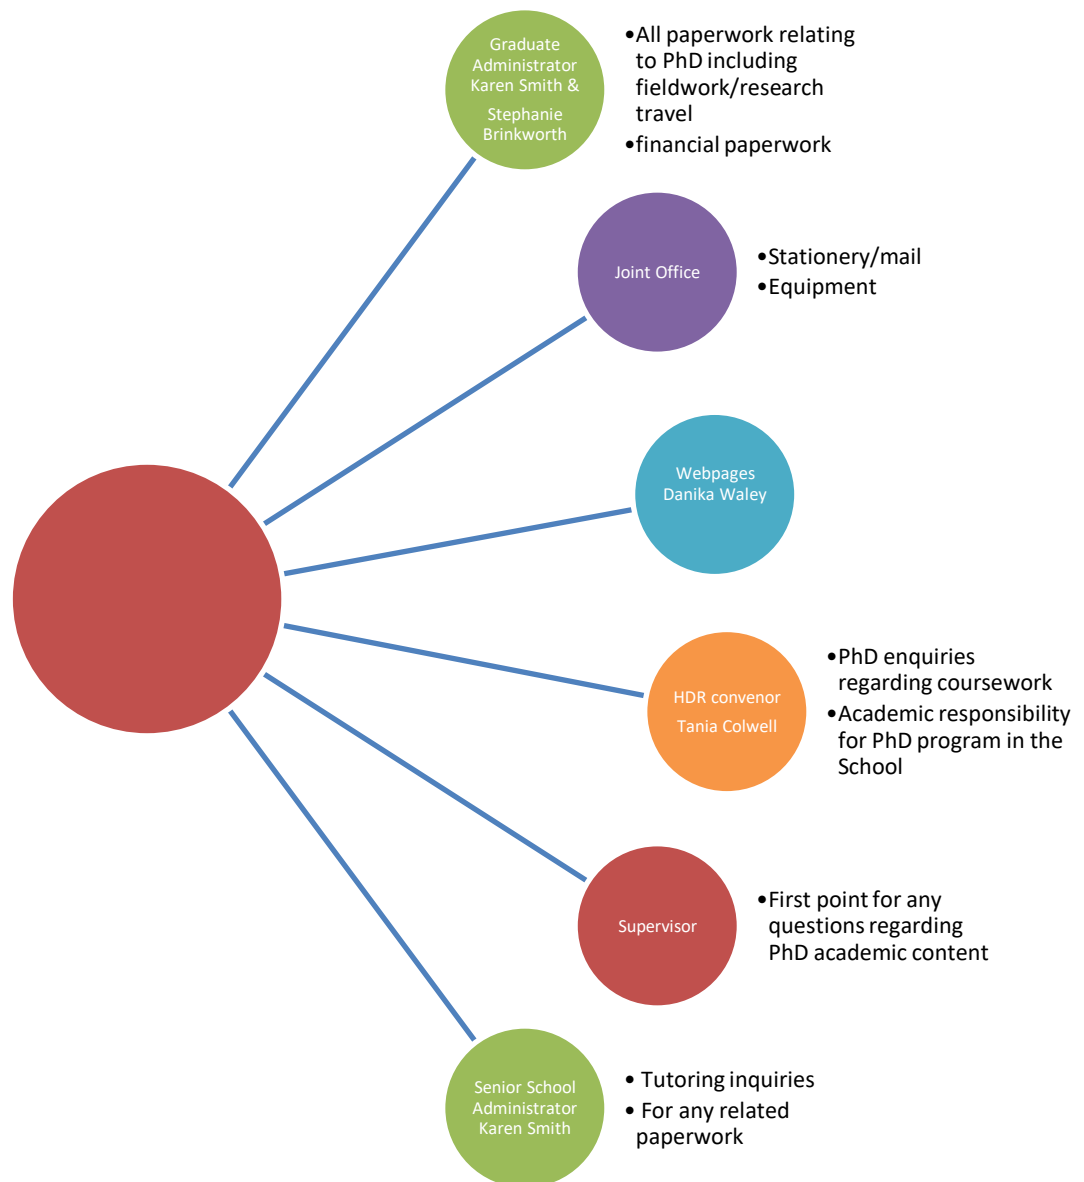 Graduate
Administrator
Karen Smith &
Stephanie
Brinkworth
•All paperwork relating
to PhD including
fieldwork/research
travel
•financial paperwork
Joint Office
•Stationery/mail
•Equipment
Webpages
Danika Waley
HDR convenor
Tania Colwell
•PhD enquiries
regarding coursework
•Academic responsibility
for PhD program in the
School
Supervisor
•First point for any
questions regarding
PhD academic content
Senior School
Administrator
Karen Smith
• Tutoring inquiries
• For any related
paperwork